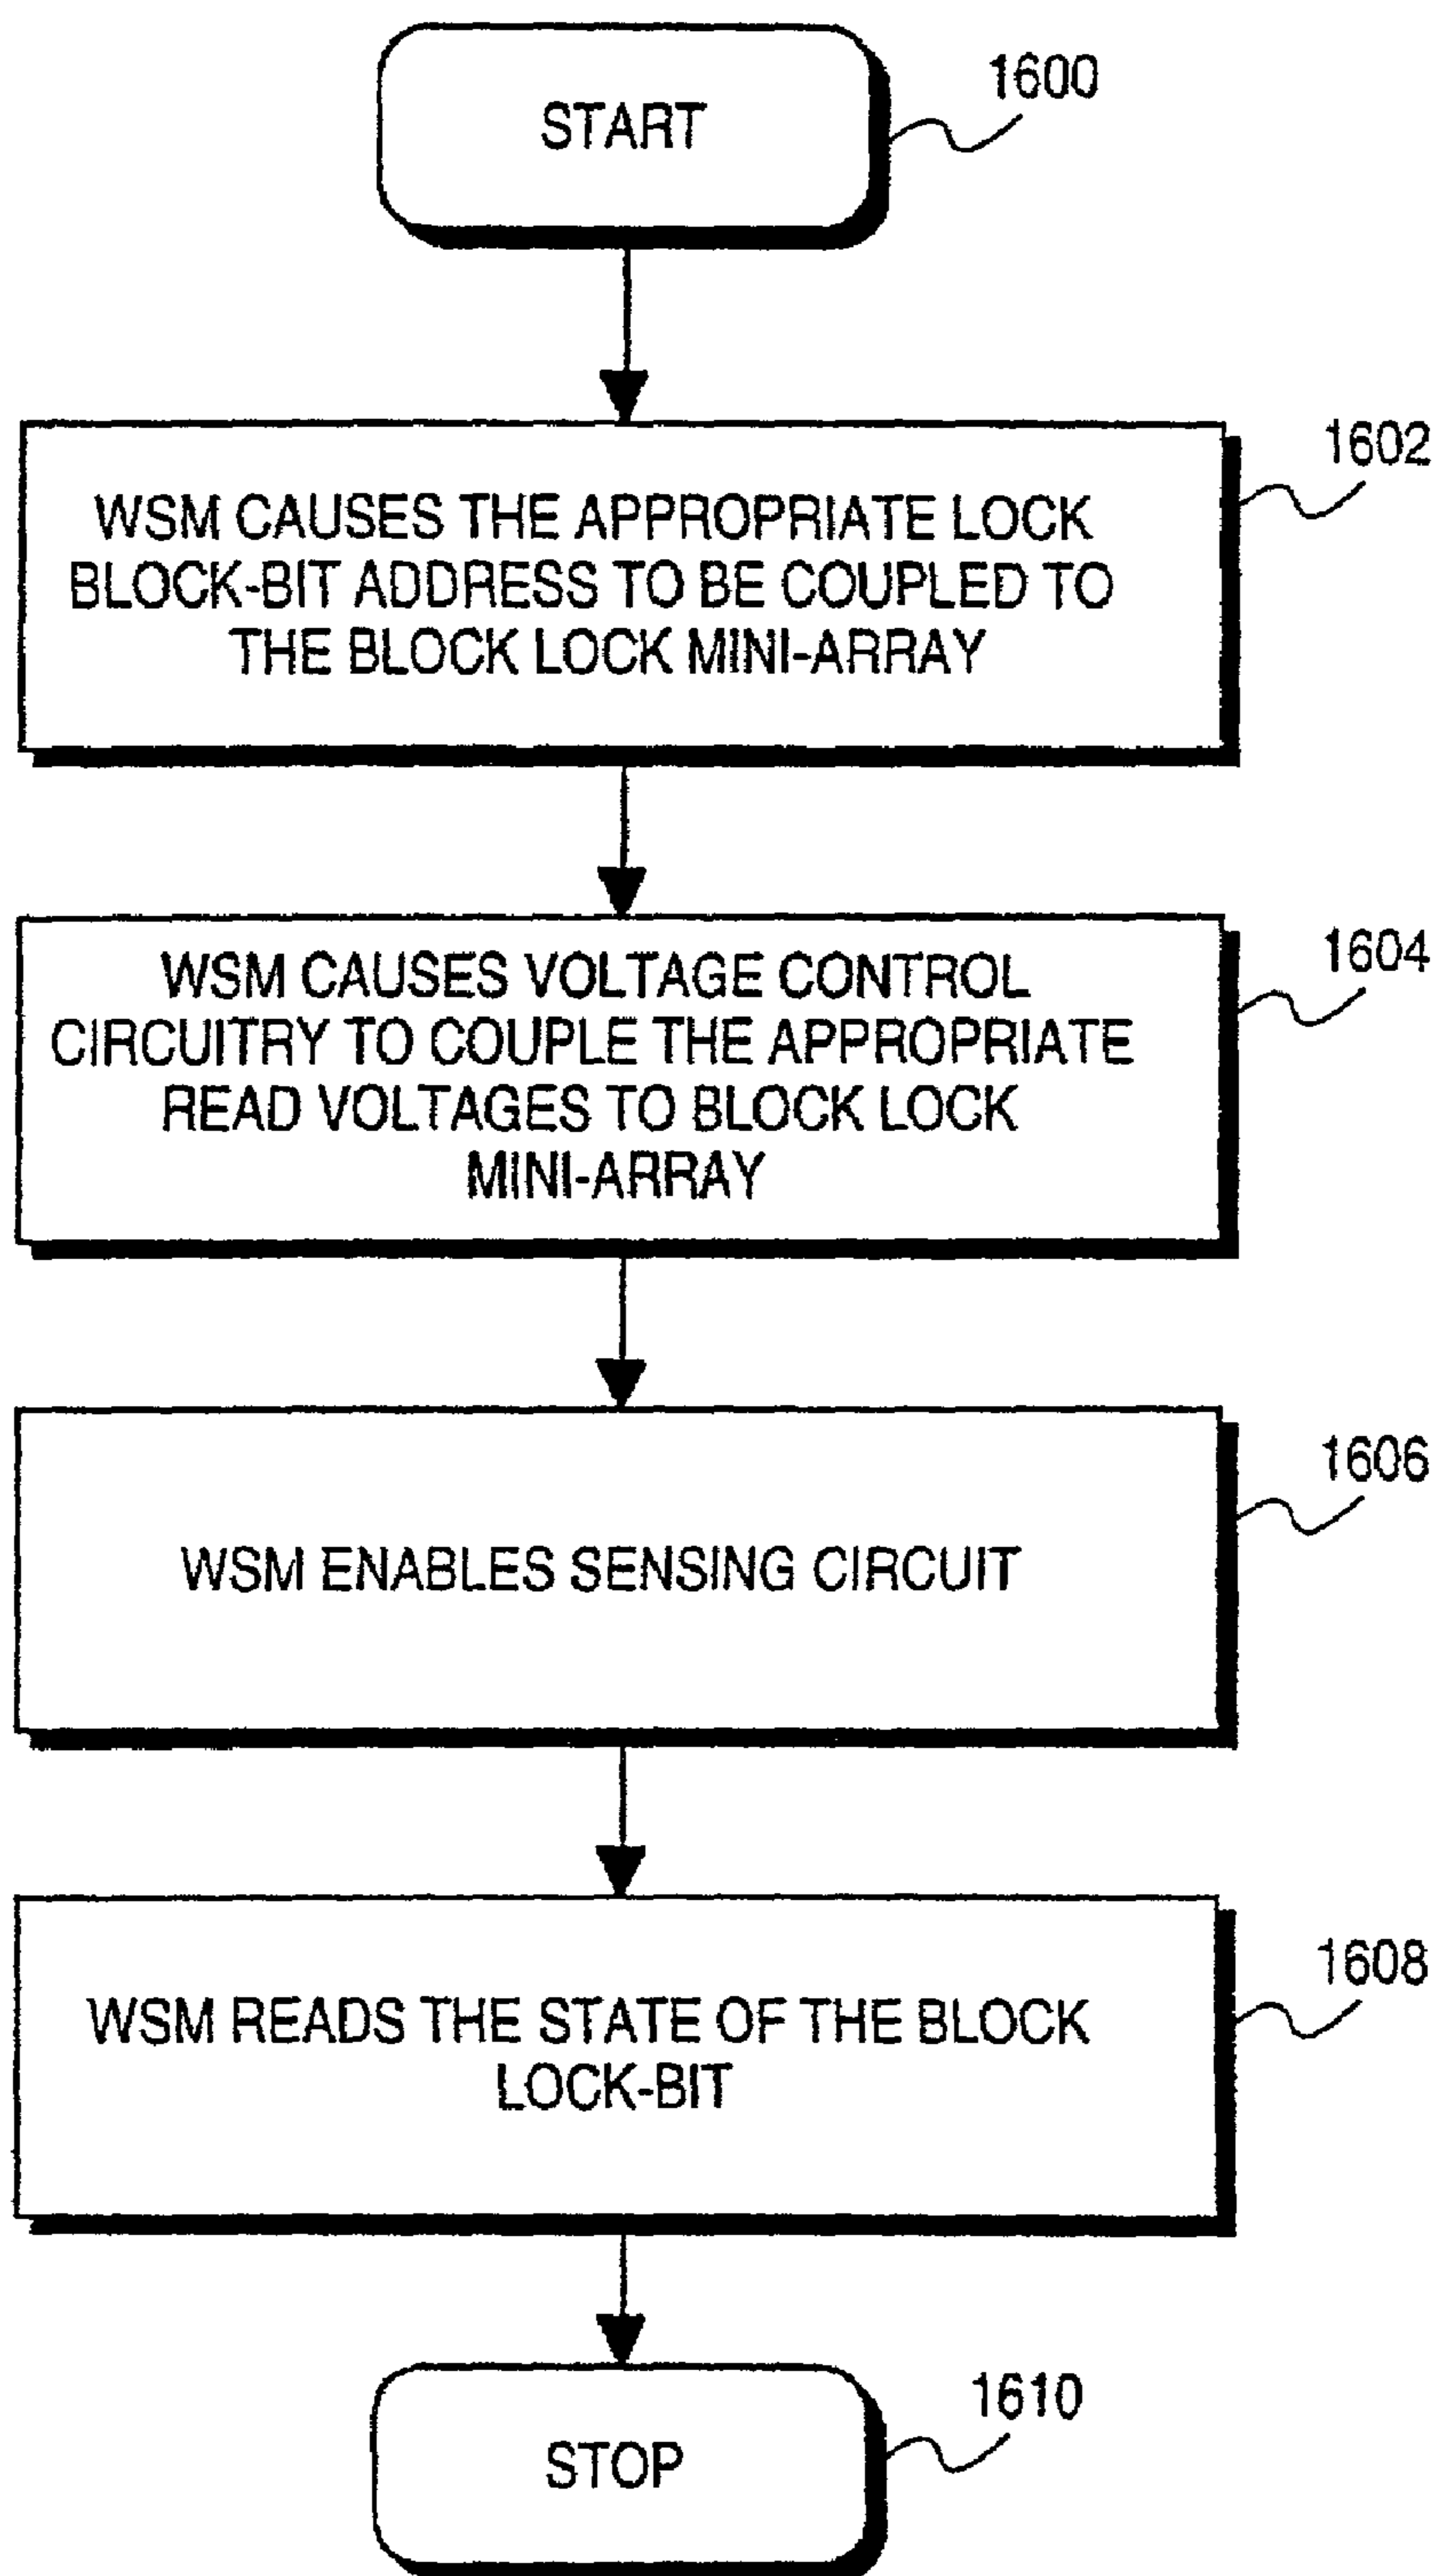 START
1600
WSM CAUSES THE APPROPRIATE LOCK
BLOCK-BIT ADDRESS TO BE COUPLED TO
THE BLOCK LOCK MINI-ARRAY
1602
WSM CAUSES VOLTAGE CONTROL
CIRCUITRY TO COUPLE THE APPROPRIATE
READ VOLTAGES TO BLOCK LOCK
MINI-ARRAY
1604
WSM ENABLES SENSING CIRCUIT
1606
WSM READS THE STATE OF THE BLOCK
LOCK-BIT
1608
STOP
1610